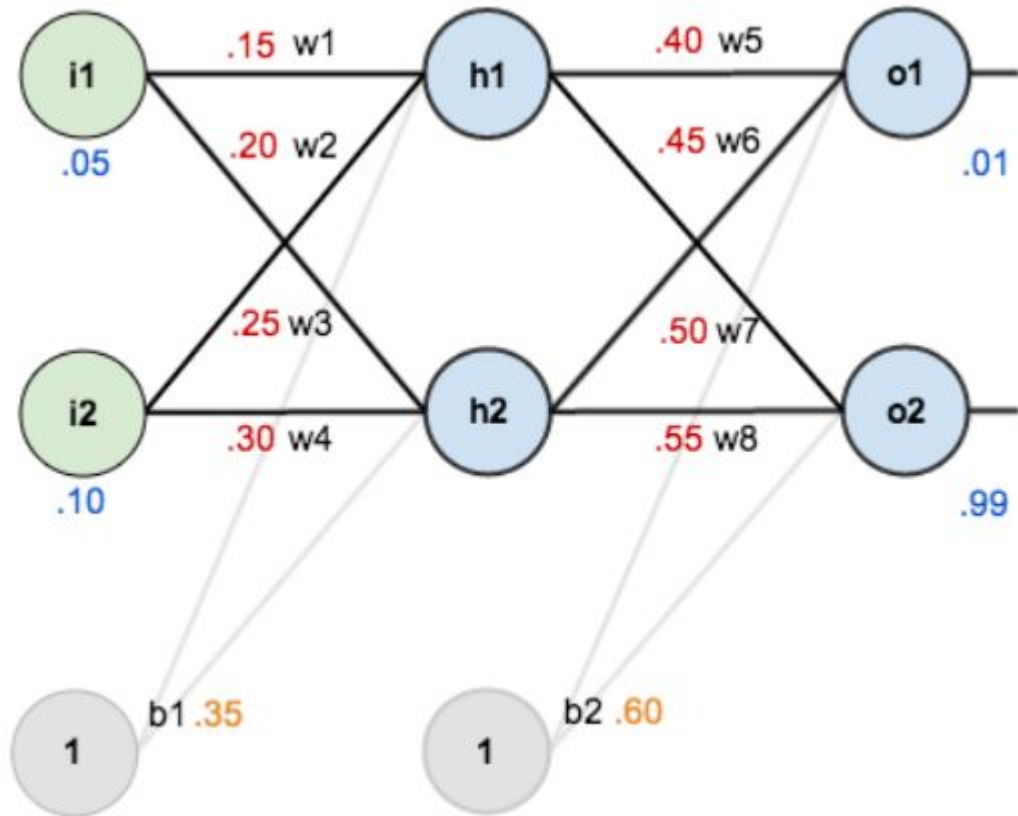 .15 w1
.40 w5
i1
h1
o1
.20 w2
.45 w6
.05
.01
.25 w3
.50 w7
i2
h2
o2
.30 w4
.55 w8
.10
.99
b1 .35
b2 .60
1
1